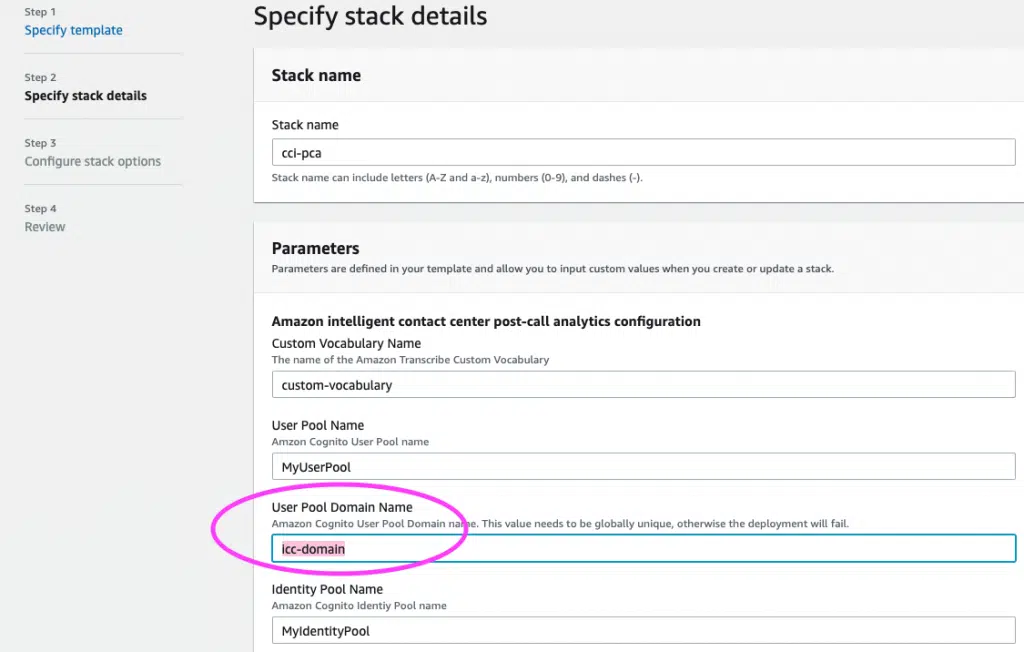 Step 1
Specify template
Step 2
Specify stack details
Step 3
Configure stack options
Step 4
Review
Specify stack details
Stack name
Stack name
cci-pca
Stack name can include letters (A-Z and a-z), numbers (0-9), and dashes (-).
Parameters
Parameters are defined in your template and allow you to input custom values when you create or update a stack.
Amazon intelligent contact center post-call analytics configuration
Custom Vocabulary Name
The name of the Amazon Transcribe Custom Vocabulary
custom-vocabulary
User Pool Name
Amzon Cognito User Pool name
MyUserPool
User Pool Domain Name
Amazon Cognito User Pool Domain name. This value needs to be globally unique, otherwise the deployment will fail.
icc-domain
Identity Pool Name
Amazon Cognito Identiy Pool name
MyIdentityPool